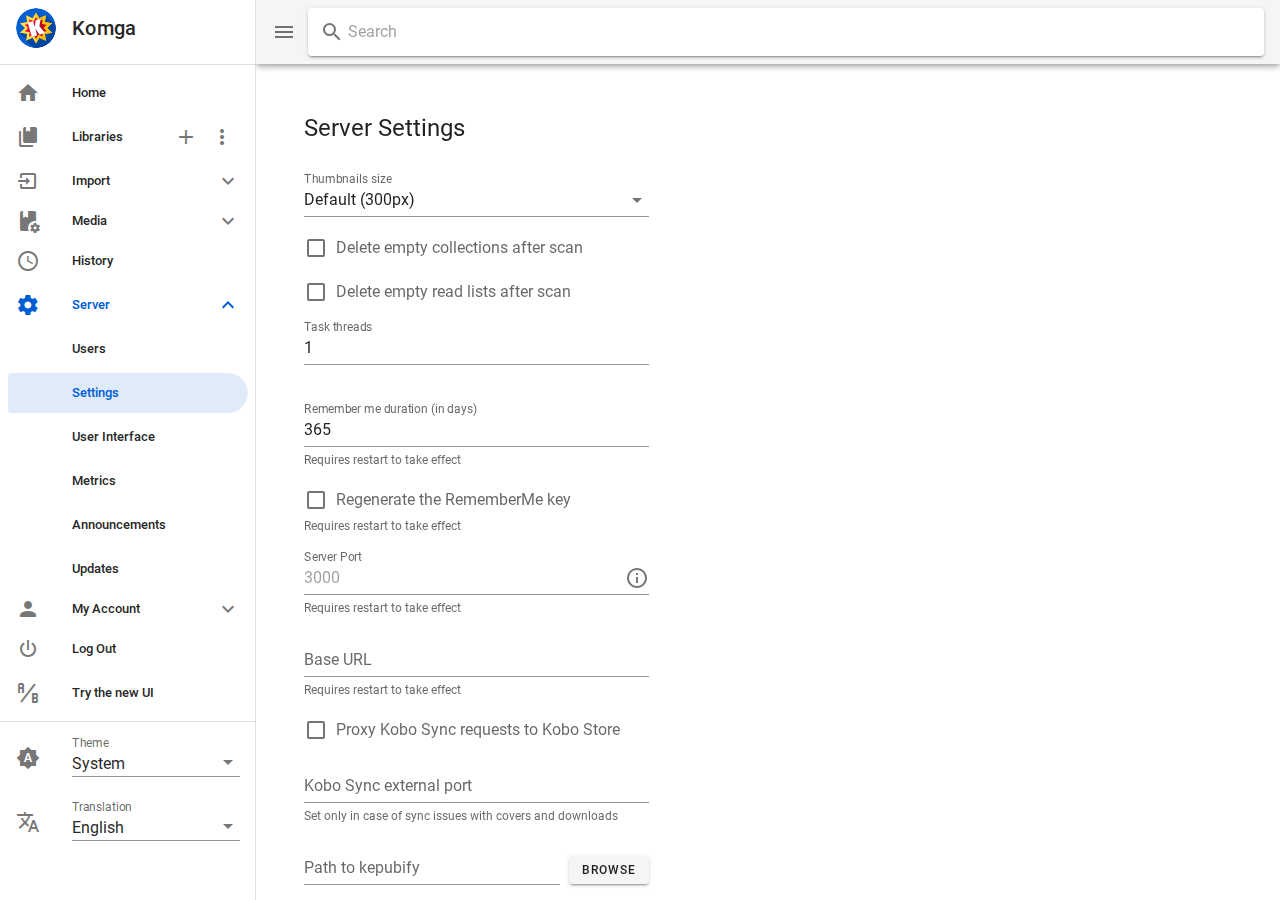 Komga
Search
Home
Libraries
Import
Media
History
Server
Users
Settings
User Interface
Metrics
Announcements
Updates
My Account
Log Out
Try the new UI
Theme
System
Translation
English
Server Settings
Thumbnails size
Default (300px)
Delete empty collections after scan
Delete empty read lists after scan
Task threads
1
Remember me duration (in days)
365
Requires restart to take effect
Regenerate the RememberMe key
Requires restart to take effect
Server Port
3000
Requires restart to take effect
Base URL
Requires restart to take effect
Proxy Kobo Sync requests to Kobo Store
Kobo Sync external port
Set only in case of sync issues with covers and downloads
Path to kepubify
BROWSE